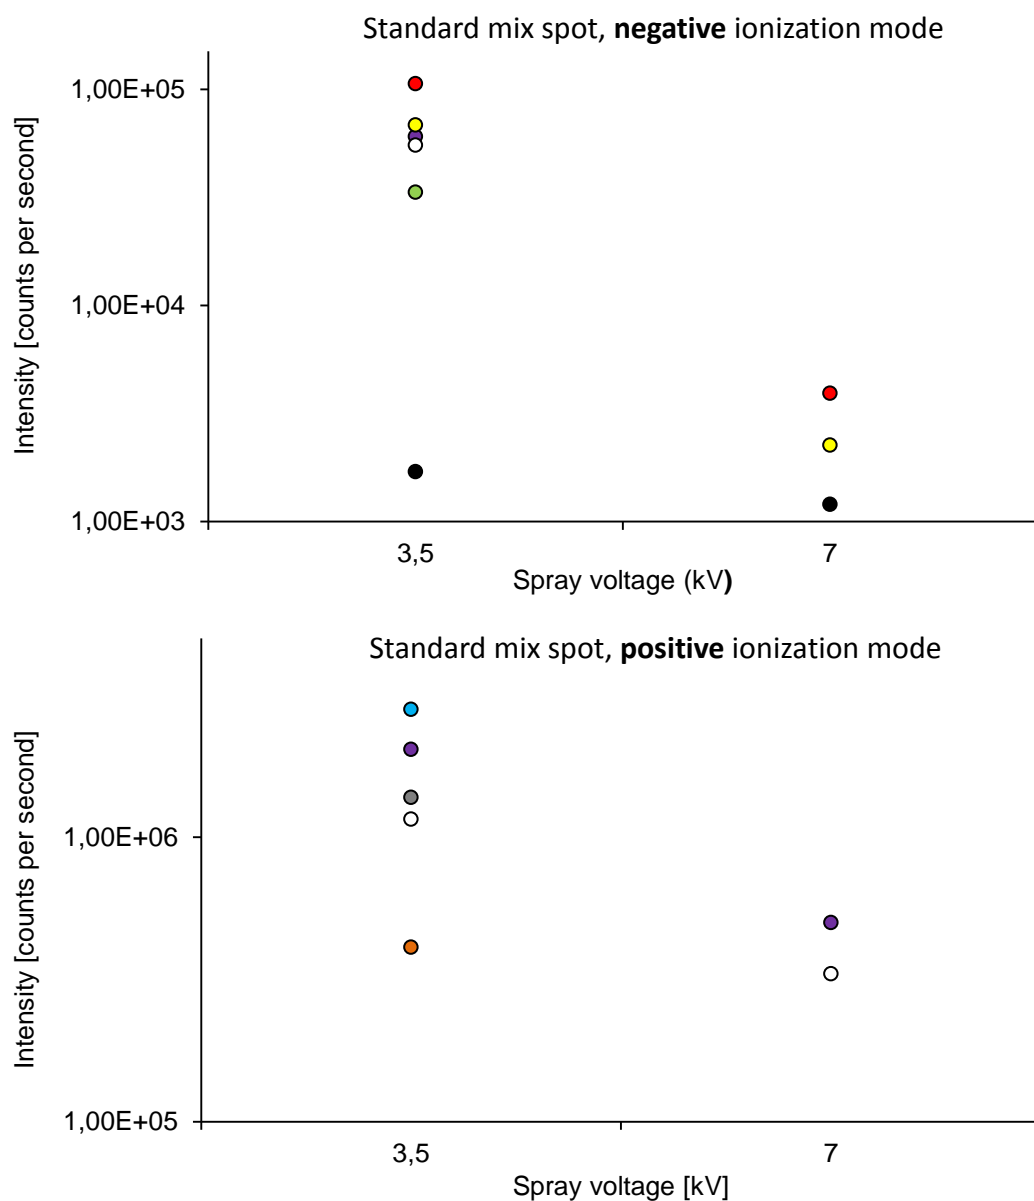 Standard mix spot, negative ionization mode
Intensity [counts per second]
1,00E+05
1,00E+04
1,00E+03
3,5 7
Spray voltage (kV)
Standard mix spot, positive ionization mode
Intensity [counts per second]
1,00E+06
1,00E+05
3,5 7
Spray voltage [kV]